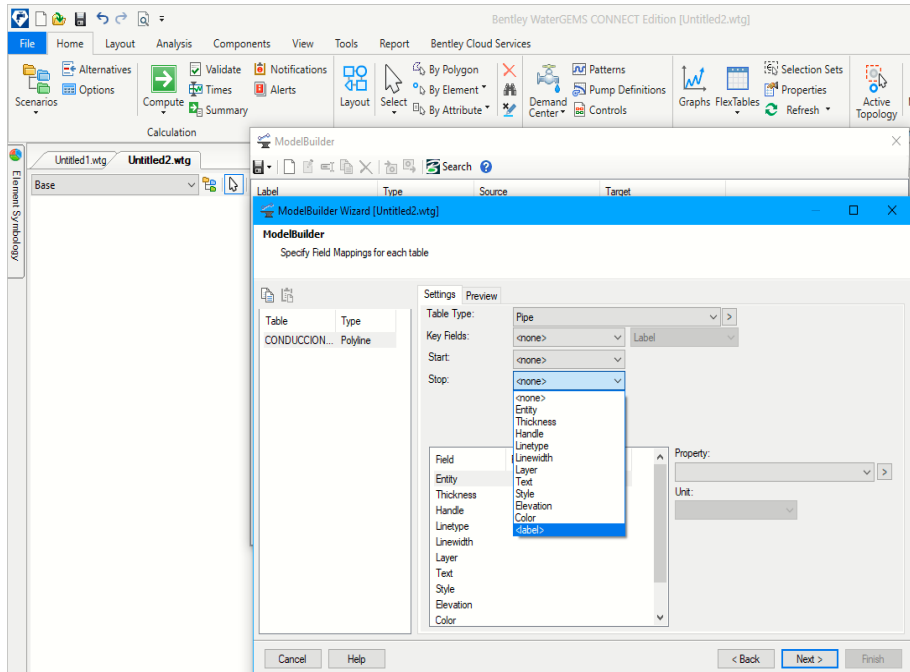 Bentley WaterGEMS CONNECT Edition [Untitled2.wtg]
File Home Layout Analysis Components View Tools Report Bentley Cloud Services
Scenarios
Alternatives
Options
Compute
Validate
Times
Summary
Notifications
Alerts
Calculation
Layout
Select
By Polygon
By Element
By Attribute
Demand Center
Patterns
Pump Definitions
Controls
Graphs
FlexTables
Selection Sets
Properties
Refresh
Active Topology
Element Symbology
Untitled1.wtg Untitled2.wtg
Base
ModelBuilder
Search
Label Type Source Target
ModelBuilder Wizard [Untitled2.wtg]
ModelBuilder
Specify Field Mappings for each table
Table Type
CONDUCCION... Polyline
Settings Preview
Table Type: Pipe >
Key Fields: <none> Label
Start: <none>
Stop: <none>
<none>
Entity
Thickness
Handle
Linetype
Linewidth
Layer
Text
Style
Elevation
Color
<label>
Field
Entity
Thickness
Handle
Linetype
Linewidth
Layer
Text
Style
Elevation
Color
Property:
>
Unit:
Cancel Help < Back Next > Finish